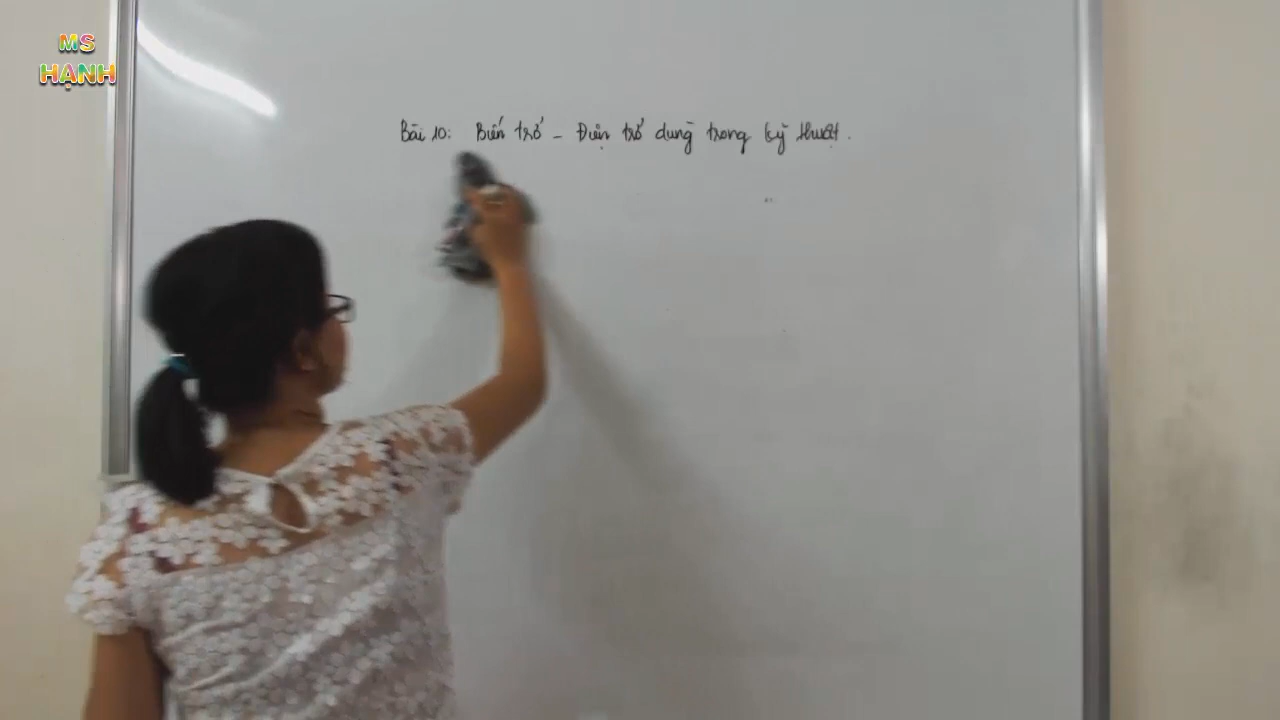 MS
HẠNH
Bài 10: Biến trở - Điện trở dùng trong kỹ thuật.